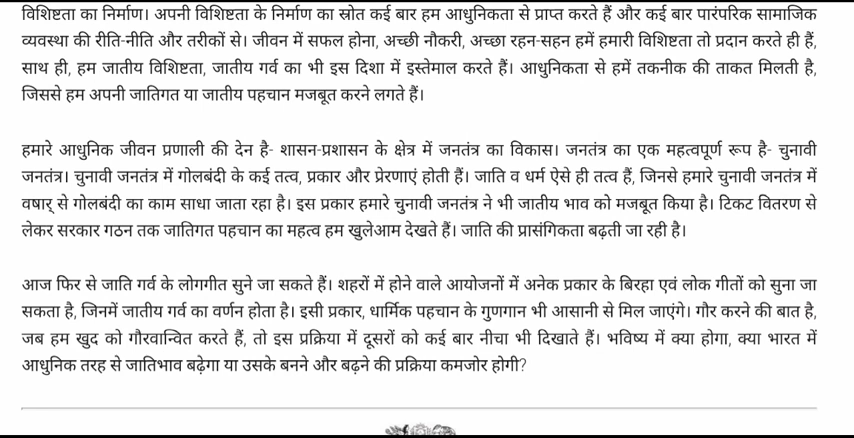 विशिष्टता का निर्माण। अपनी विशिष्टता के निर्माण का स्रोत कई बार हम आधुनिकता से प्राप्त करते हैं और कई बार पारंपरिक सामाजिक
व्यवस्था की रीति-नीति और तरीकों से। जीवन में सफल होना, अच्छी नौकरी, अच्छा रहन-सहन हमें हमारी विशिष्टता तो प्रदान करते ही हैं,
साथ ही, हम जातीय विशिष्टता, जातीय गर्व का भी इस दिशा में इस्तेमाल करते हैं। आधुनिकता से हमें तकनीक की ताकत मिलती है,
जिससे हम अपनी जातिगत या जातीय पहचान मजबूत करने लगते हैं।
हमारे आधुनिक जीवन प्रणाली की देन है- शासन-प्रशासन के क्षेत्र में जनतंत्र का विकास। जनतंत्र का एक महत्वपूर्ण रूप है- चुनावी
जनतंत्र। चुनावी जनतंत्र में गोलबंदी के कई तत्व, प्रकार और प्रेरणाएं होती हैं। जाति व धर्म ऐसे ही तत्व हैं, जिनसे हमारे चुनावी जनतंत्र में
वषार् से गोलबंदी का काम साधा जाता रहा है। इस प्रकार हमारे चुनावी जनतंत्र ने भी जातीय भाव को मजबूत किया है। टिकट वितरण से
लेकर सरकार गठन तक जातिगत पहचान का महत्व हम खुलेआम देखते हैं। जाति की प्रासंगिकता बढ़ती जा रही है।
आज फिर से जाति गर्व के लोगगीत सुने जा सकते हैं। शहरों में होने वाले आयोजनों में अनेक प्रकार के बिरहा एवं लोक गीतों को सुना जा
सकता है, जिनमें जातीय गर्व का वर्णन होता है। इसी प्रकार, धार्मिक पहचान के गुणगान भी आसानी से मिल जाएंगे। गौर करने की बात है,
जब हम खुद को गौरवान्वित करते हैं, तो इस प्रक्रिया में दूसरों को कई बार नीचा भी दिखाते हैं। भविष्य में क्या होगा, क्या भारत में
आधुनिक तरह से जातिभाव बढ़ेगा या उसके बनने और बढ़ने की प्रक्रिया कमजोर होगी?